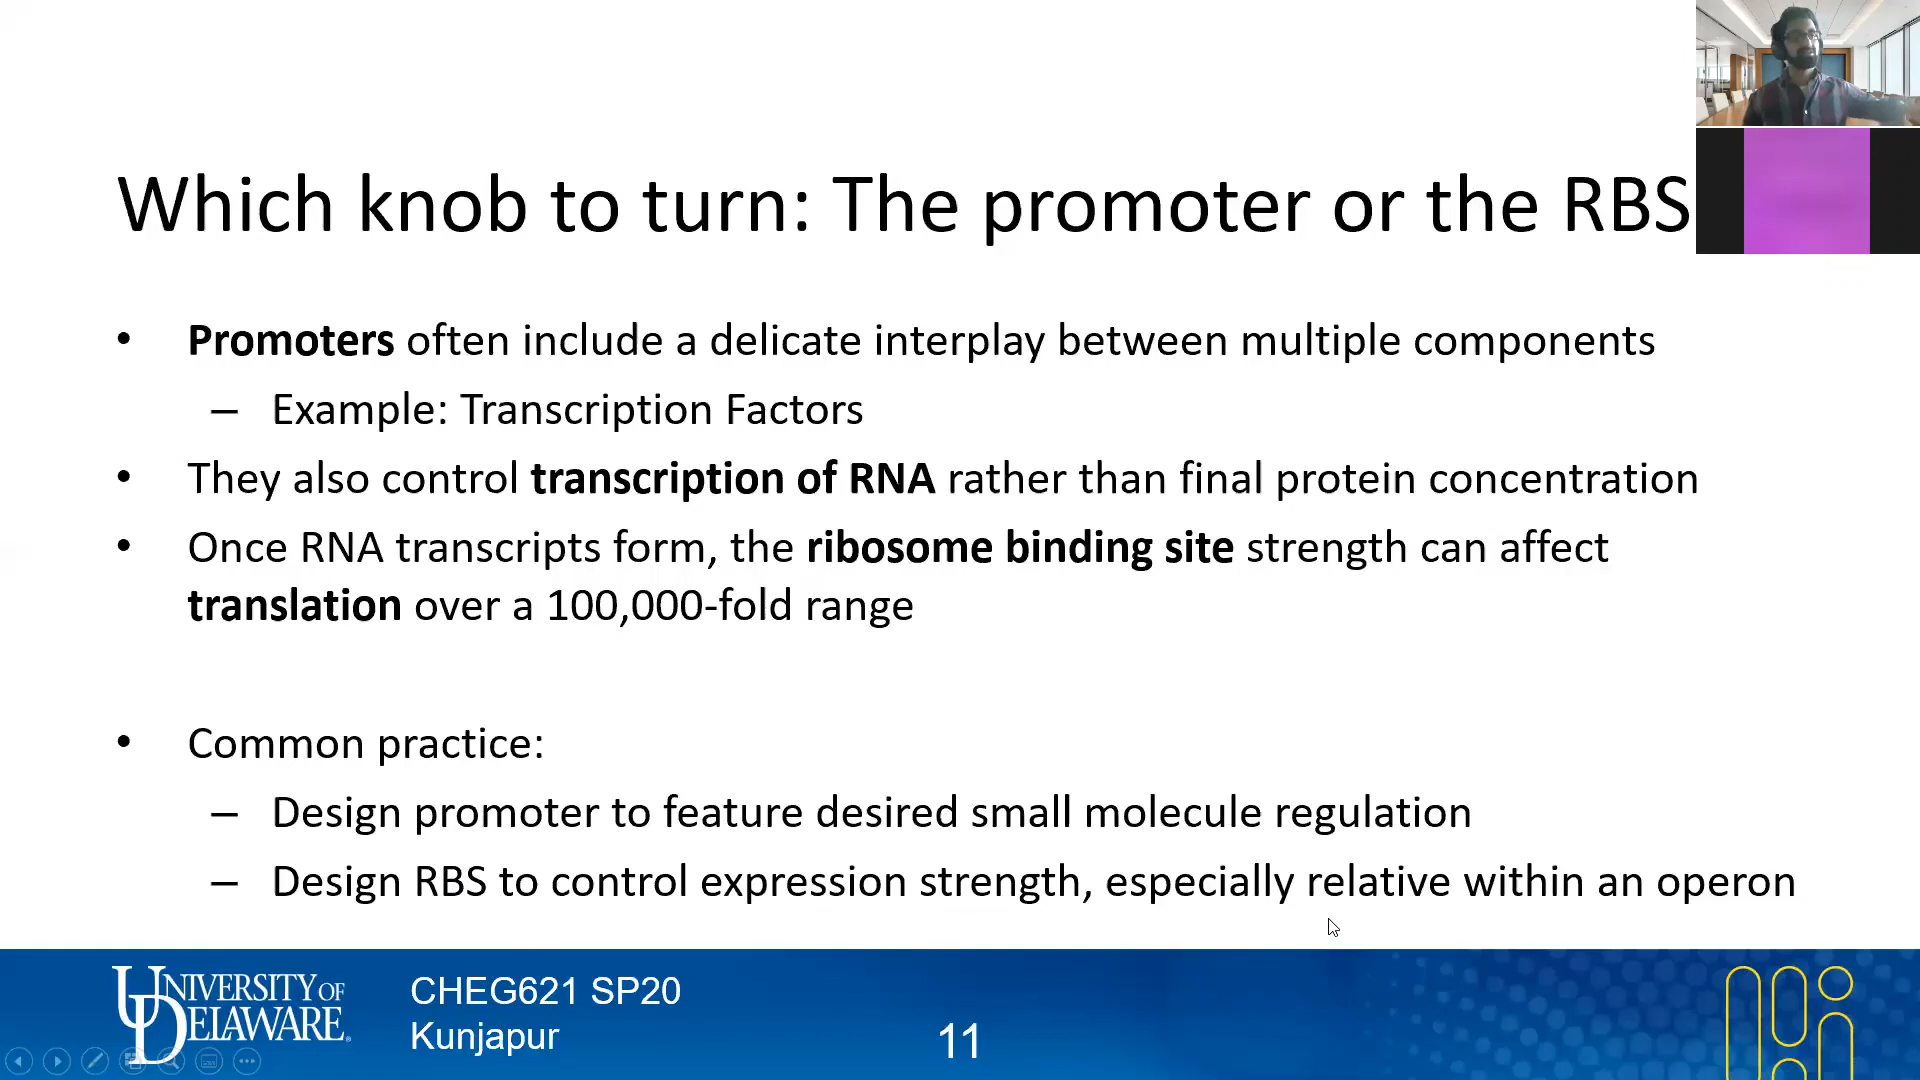 Which knob to turn: The promoter or the RBS
• Promoters often include a delicate interplay between multiple components
– Example: Transcription Factors
• They also control transcription of RNA rather than final protein concentration
• Once RNA transcripts form, the ribosome binding site strength can affect
translation over a 100,000-fold range
• Common practice:
– Design promoter to feature desired small molecule regulation
– Design RBS to control expression strength, especially relative within an operon
UNIVERSITY OF
DELAWARE.
CHEG621 SP20
Kunjapur
11